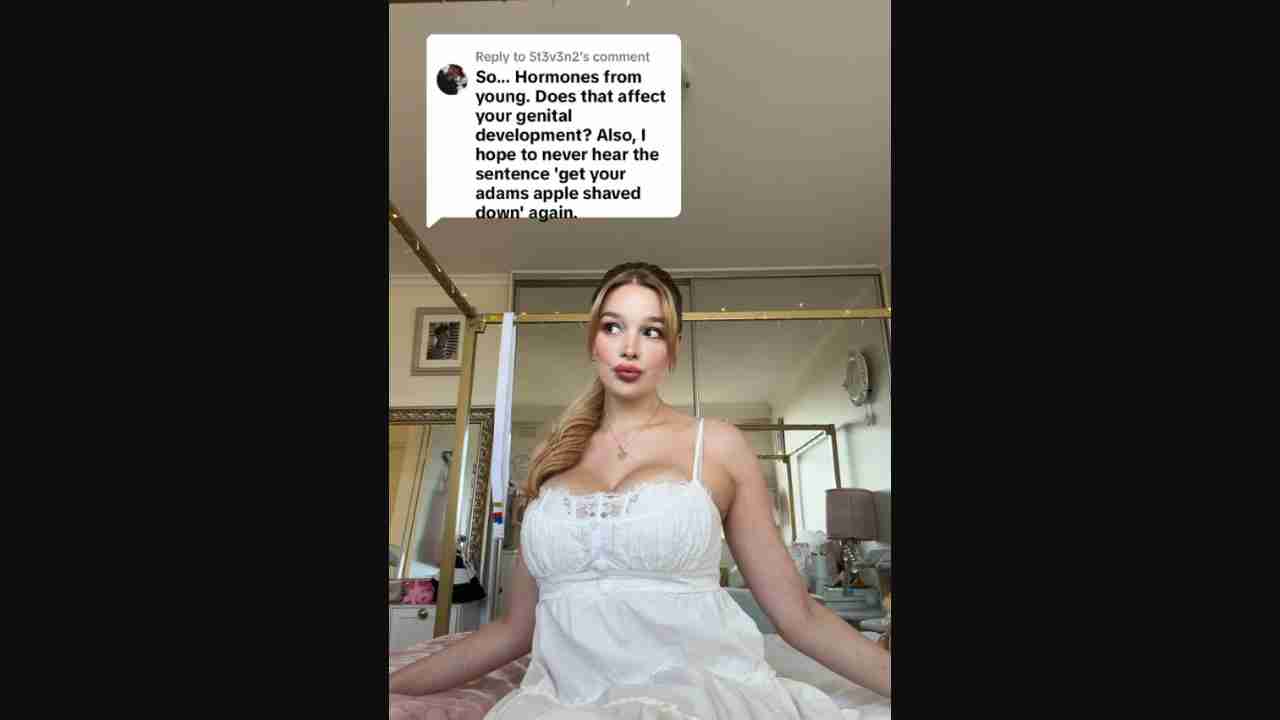 Reply to St3v3n2's comment
So... Hormones from
young. Does that affect
your genital
development? Also, I
hope to never hear the
sentence 'get your
adams apple shaved
down' again.